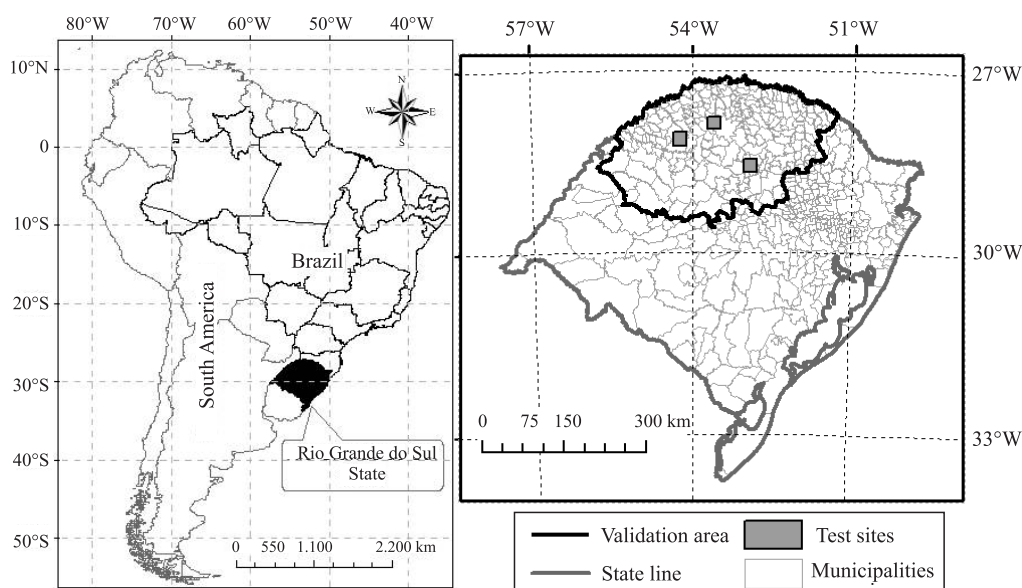 80°W 70°W 60°W 50°W 40°W
10°N
0
10°S
20°S
30°S
40°S
50°S
N
W E
S
Brazil
South America
Rio Grande do Sul
State
0 550 1.100 2.200 km
57°W 54°W 51°W
27°W
30°W
33°W
0 75 150 300 km
Validation area
Test sites
State line
Municipalities